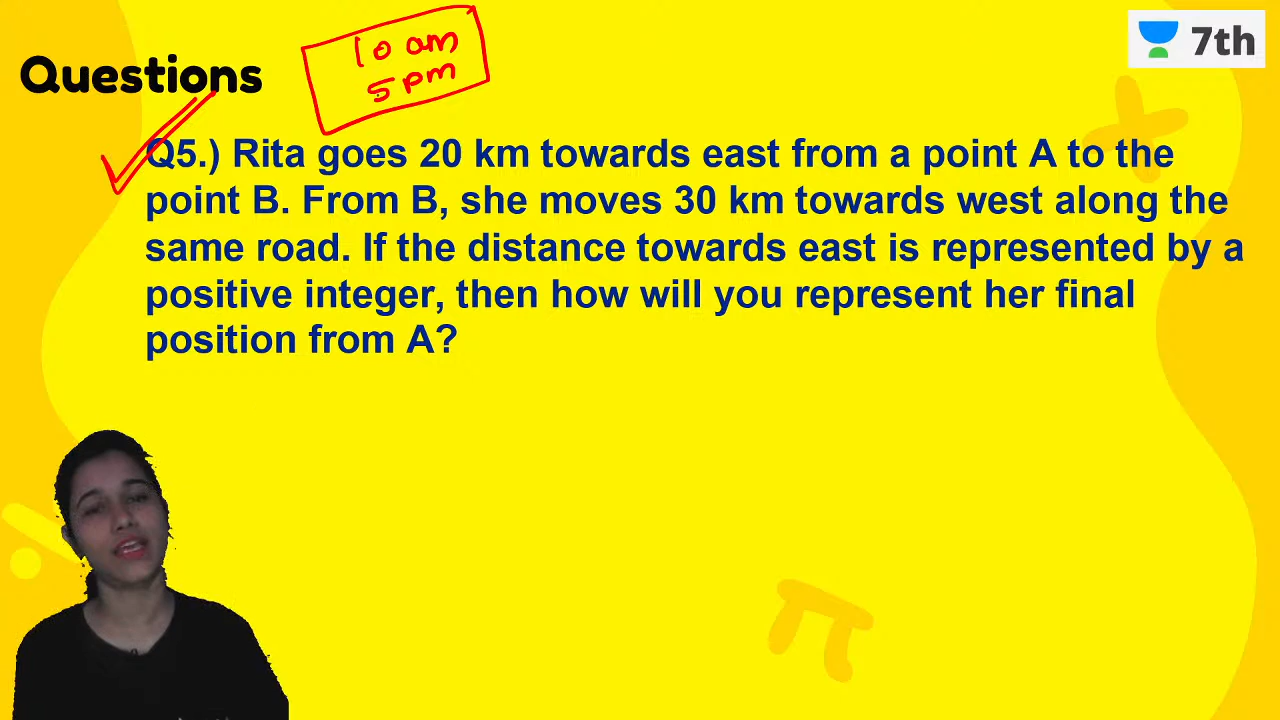 Questions
10 am
5 pm
7th
Q5.) Rita goes 20 km towards east from a point A to the
point B. From B, she moves 30 km towards west along the
same road. If the distance towards east is represented by a
positive integer, then how will you represent her final
position from A?